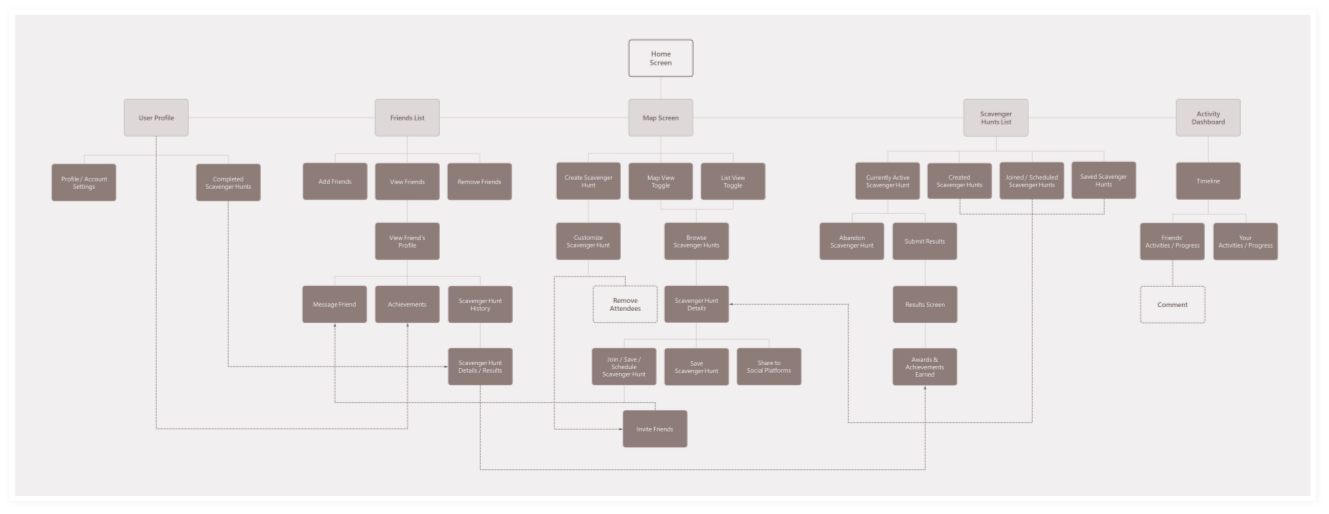 Home
Screen
User Profile
Friends List
Map Screen
Scavenger
Hunts List
Activity
Dashboard
Profile / Account
Settings
Completed
Scavenger Hunts
Add Friends
View Friends
Remove Friends
Create Scavenger
Hunt
Map View
Toggle
List View
Toggle
Currently Active
Scavenger Hunt
Created
Scavenger Hunts
Joined / Scheduled
Scavenger Hunts
Saved Scavenger
Hunts
Timeline
View Friend's
Profile
Customize
Scavenger Hunt
Browse
Scavenger Hunts
Abandon
Scavenger Hunt
Submit Results
Friends'
Activities / Progress
Your
Activities / Progress
Message Friend
Achievements
Scavenger Hunt
History
Remove
Attendees
Scavenger Hunt
Details
Results Screen
Comment
Scavenger Hunt
Details / Results
Join / Save /
Schedule
Scavenger Hunt
Save
Scavenger Hunt
Share to
Social Platforms
Awards &
Achievements
Earned
Invite Friends